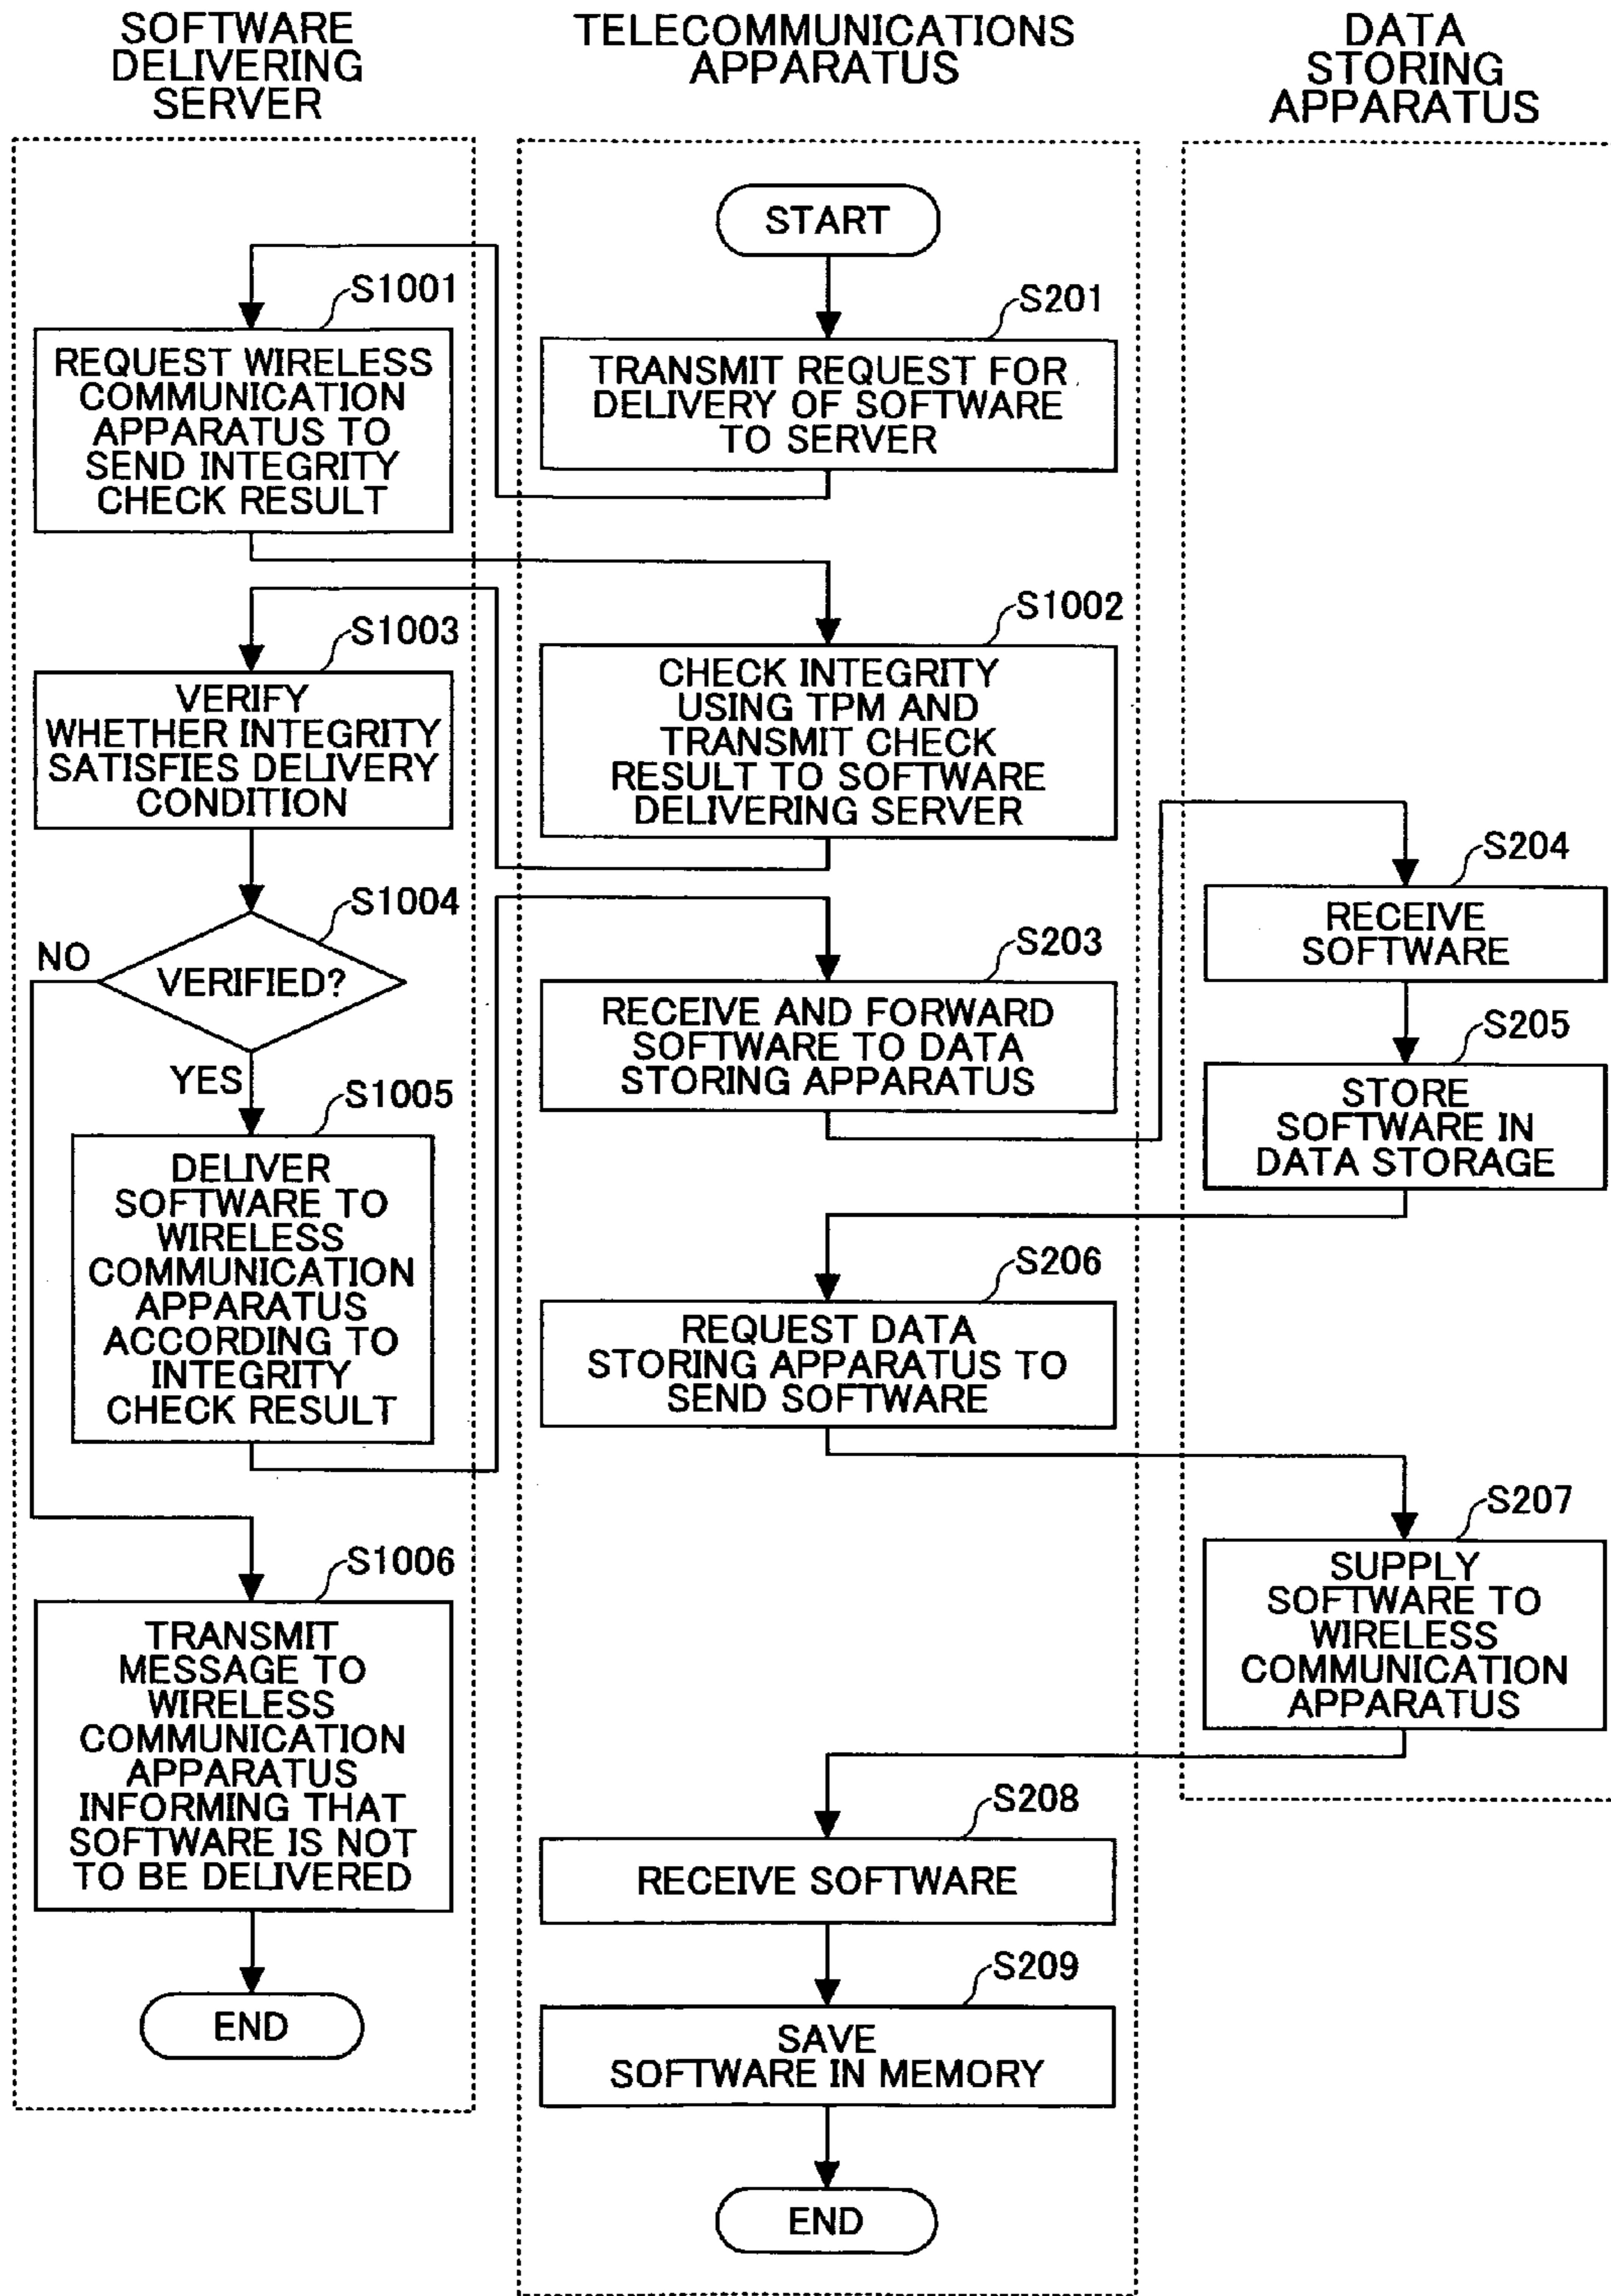 SOFTWARE
DELIVERING
SERVER
TELECOMMUNICATIONS
APPARATUS
DATA
STORING
APPARATUS
START
S201
TRANSMIT REQUEST FOR
DELIVERY OF SOFTWARE
TO SERVER
S1001
REQUEST WIRELESS
COMMUNICATION
APPARATUS TO
SEND INTEGRITY
CHECK RESULT
S1002
CHECK INTEGRITY
USING TPM AND
TRANSMIT CHECK
RESULT TO SOFTWARE
DELIVERING SERVER
S1003
VERIFY
WHETHER INTEGRITY
SATISFIES DELIVERY
CONDITION
S1004
VERIFIED?
NO
YES
S1005
DELIVER
SOFTWARE TO
WIRELESS
COMMUNICATION
APPARATUS
ACCORDING TO
INTEGRITY
CHECK RESULT
S203
RECEIVE AND FORWARD
SOFTWARE TO DATA
STORING APPARATUS
S204
RECEIVE
SOFTWARE
S205
STORE
SOFTWARE IN
DATA STORAGE
S206
REQUEST DATA
STORING APPARATUS TO
SEND SOFTWARE
S207
SUPPLY
SOFTWARE TO
WIRELESS
COMMUNICATION
APPARATUS
S1006
TRANSMIT
MESSAGE TO
WIRELESS
COMMUNICATION
APPARATUS
INFORMING THAT
SOFTWARE IS NOT
TO BE DELIVERED
END
S208
RECEIVE SOFTWARE
S209
SAVE
SOFTWARE IN MEMORY
END